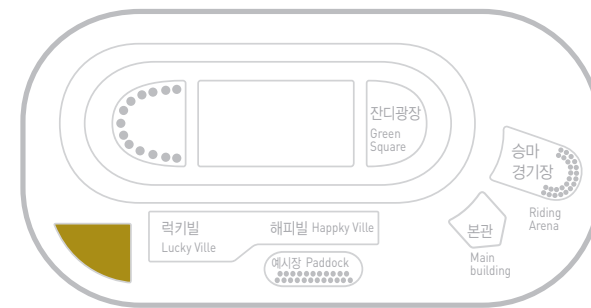 잔디광장
Green
Square
승마
경기장
Riding
Arena
럭키빌
Lucky Ville
해피빌 Happky Ville
본관
Main
building
예시장 Paddock